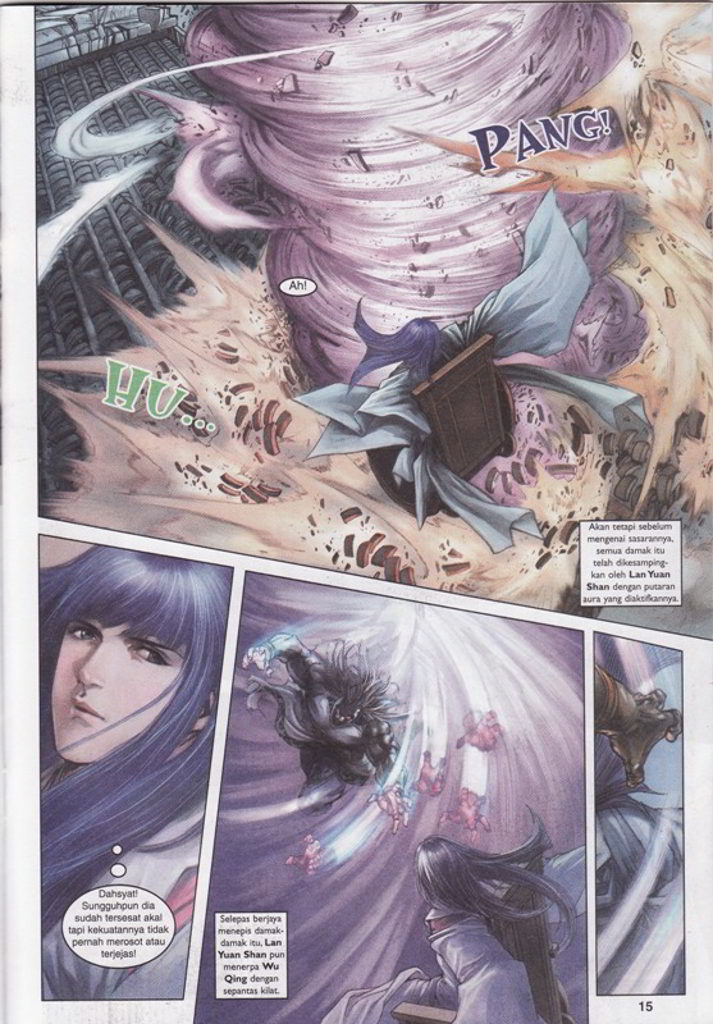 PANG!
Ah!
HU...
Akan tetapi sebelum
mengenai sasarannya,
semua damak itu
telah dikesamping-
kan oleh Lan Yuan
Shan dengan putaran
aura yang diaktifkannya.
Dahsyat!
Sungguhpun dia
sudah tersesat akal
tapi kekuatannya tidak
pernah merosot atau
terjejas!
Selepas berjaya
menepis damak-
damak itu, Lan
Yuan Shan pun
menerpa Wu
Qing dengan
sepantas kilat.
15